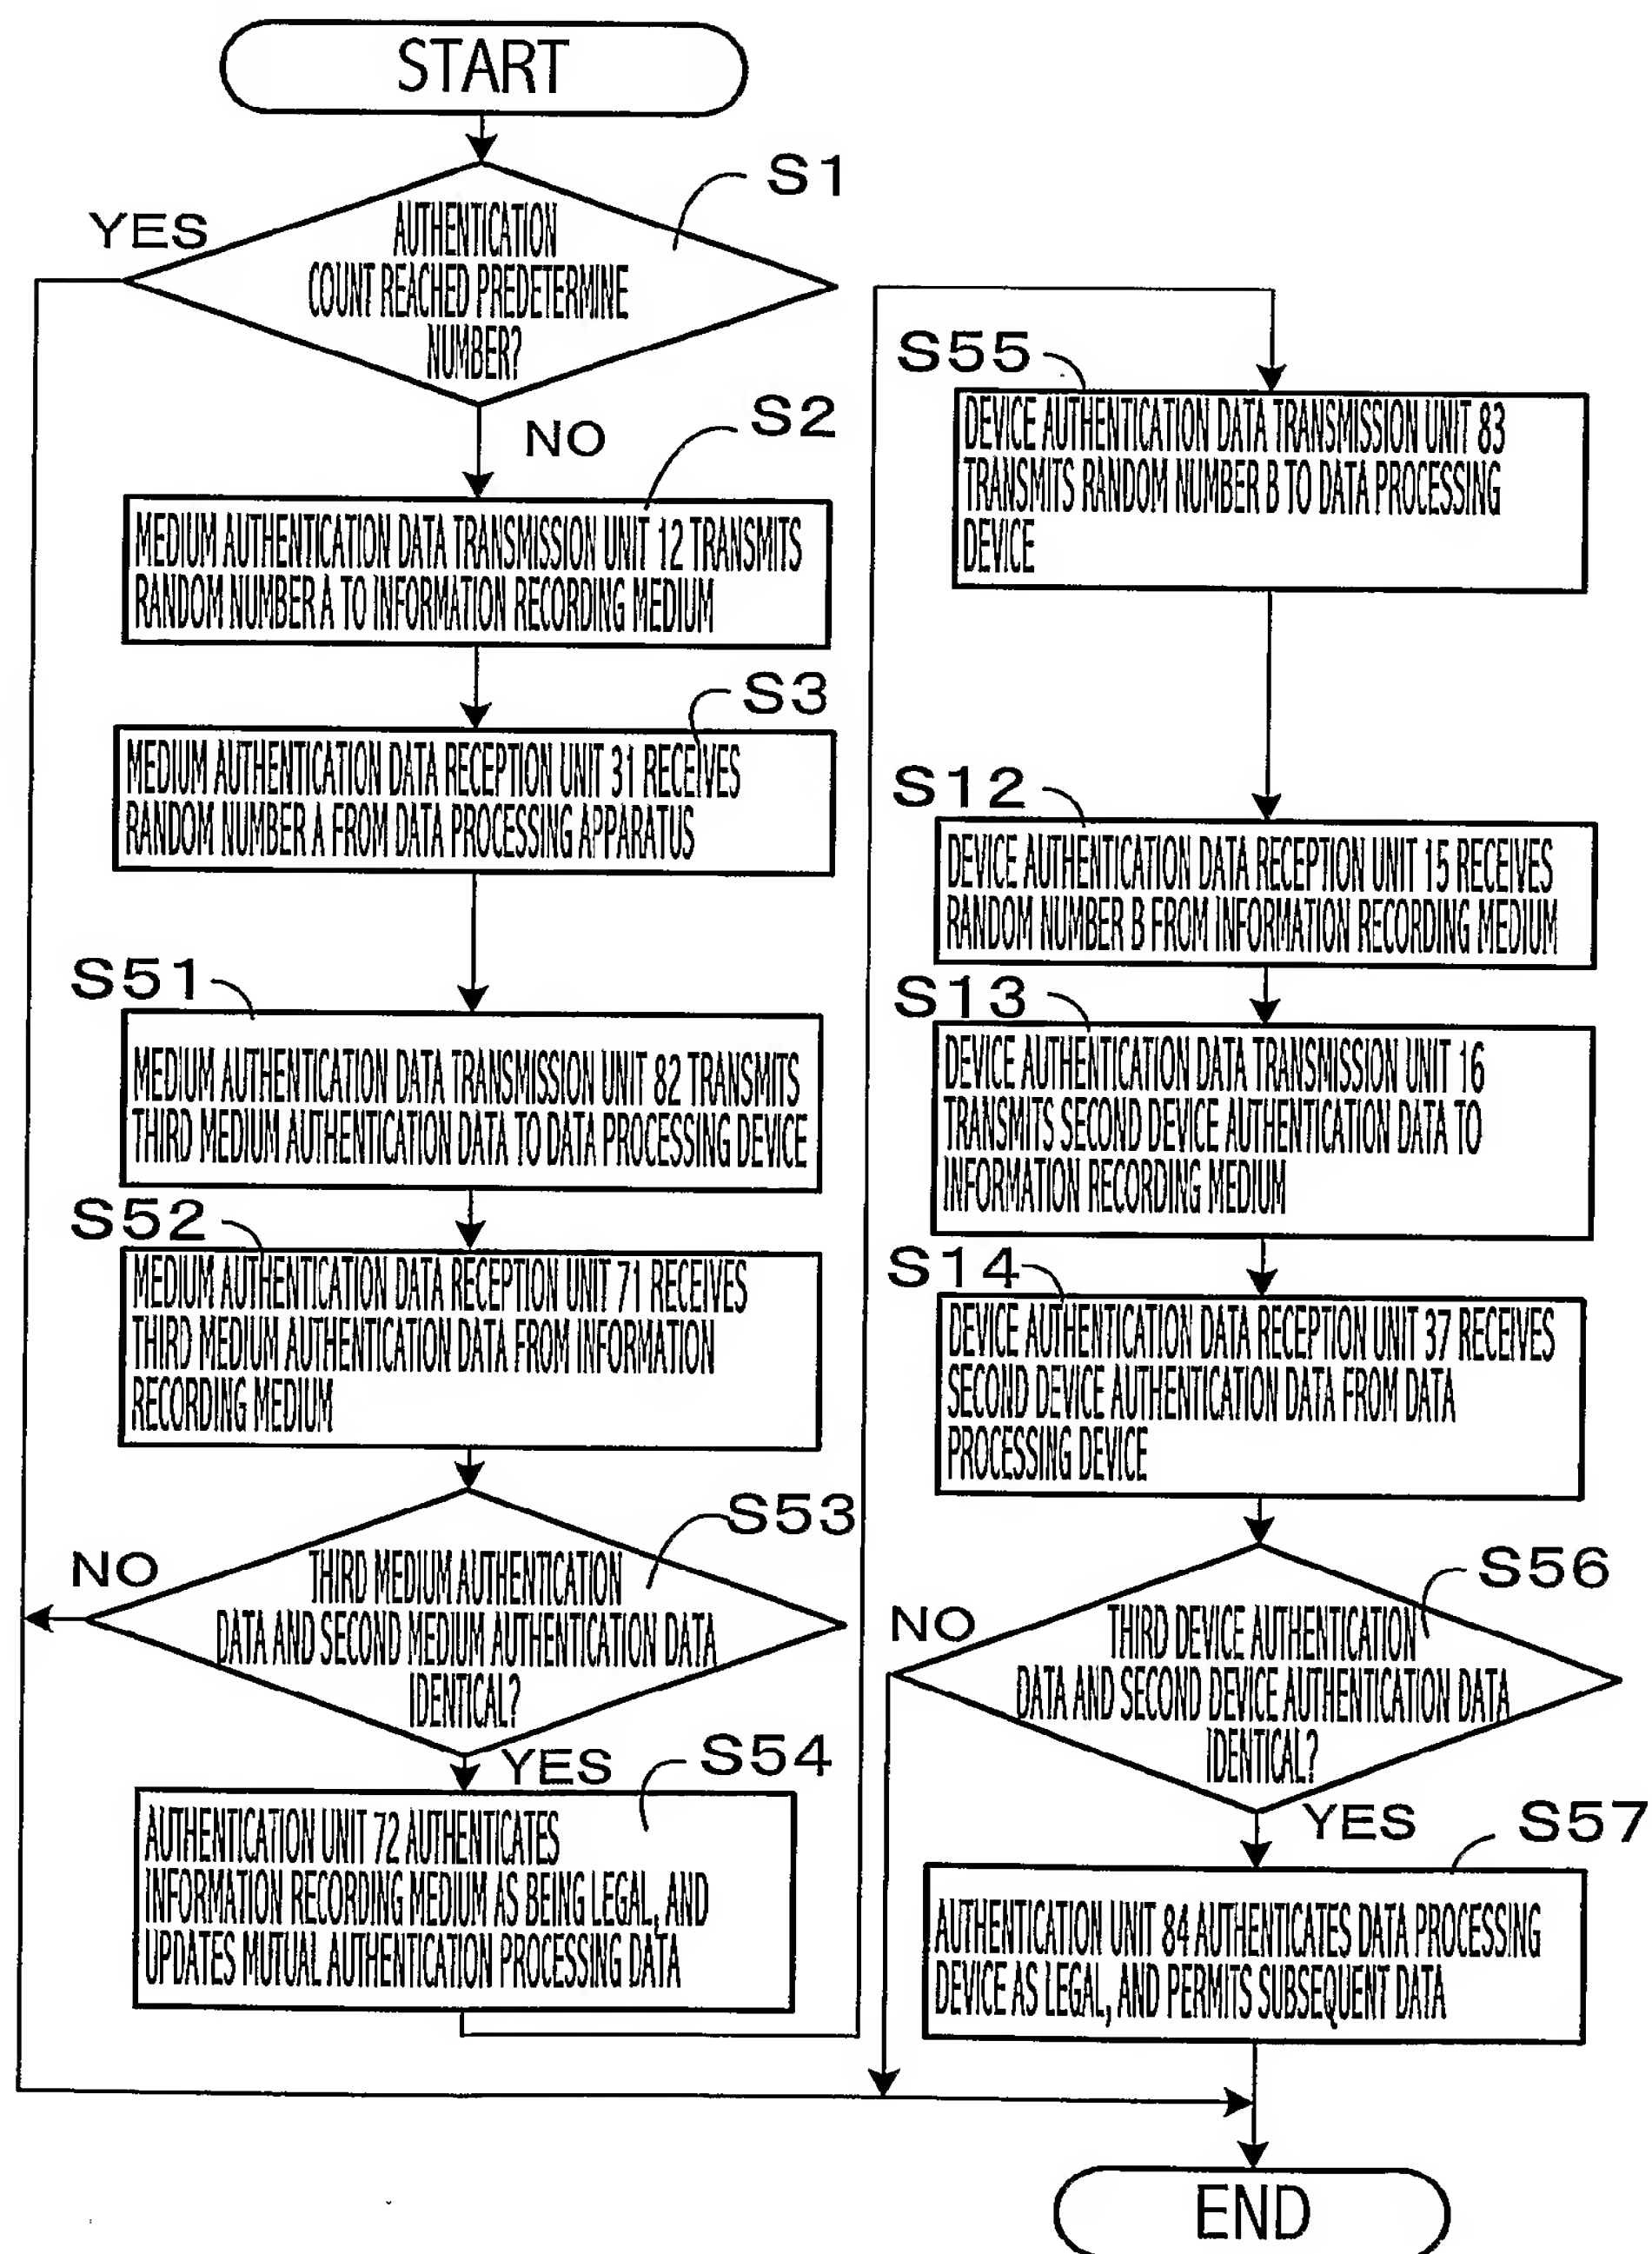 START
S1
YES
AUTHENTICATION
COUNT REACHED PREDETERMINE
NUMBER?
NO
S2
MEDIUM AUTHENTICATION DATA TRANSMISSION UNIT 12 TRANSMITS
RANDOM NUMBER A TO INFORMATION RECORDING MEDIUM
S3
MEDIUM AUTHENTICATION DATA RECEPTION UNIT 31 RECEIVES
RANDOM NUMBER A FROM DATA PROCESSING APPARATUS
S51
MEDIUM AUTHENTICATION DATA TRANSMISSION UNIT 82 TRANSMITS
THIRD MEDIUM AUTHENTICATION DATA TO DATA PROCESSING DEVICE
S52
MEDIUM AUTHENTICATION DATA RECEPTION UNIT 71 RECEIVES
THIRD MEDIUM AUTHENTICATION DATA FROM INFORMATION
RECORDING MEDIUM
S53
NO
THIRD MEDIUM AUTHENTICATION
DATA AND SECOND MEDIUM AUTHENTICATION DATA
IDENTICAL?
YES
S54
AUTHENTICATION UNIT 72 AUTHENTICATES
INFORMATION RECORDING MEDIUM AS BEING LEGAL, AND
UPDATES MUTUAL AUTHENTICATION PROCESSING DATA
S55
DEVICE AUTHENTICATION DATA TRANSMISSION UNIT 83
TRANSMITS RANDOM NUMBER B TO DATA PROCESSING
DEVICE
S12
DEVICE AUTHENTICATION DATA RECEPTION UNIT 15 RECEIVES
RANDOM NUMBER B FROM INFORMATION RECORDING MEDIUM
S13
DEVICE AUTHENTICATION DATA TRANSMISSION UNIT 16
TRANSMITS SECOND DEVICE AUTHENTICATION DATA TO
INFORMATION RECORDING MEDIUM
S14
DEVICE AUTHENTICATION DATA RECEPTION UNIT 37 RECEIVES
SECOND DEVICE AUTHENTICATION DATA FROM DATA
PROCESSING DEVICE
S56
NO
THIRD DEVICE AUTHENTICATION
DATA AND SECOND DEVICE AUTHENTICATION DATA
IDENTICAL?
YES
S57
AUTHENTICATION UNIT 84 AUTHENTICATES DATA PROCESSING
DEVICE AS LEGAL, AND PERMITS SUBSEQUENT DATA
END